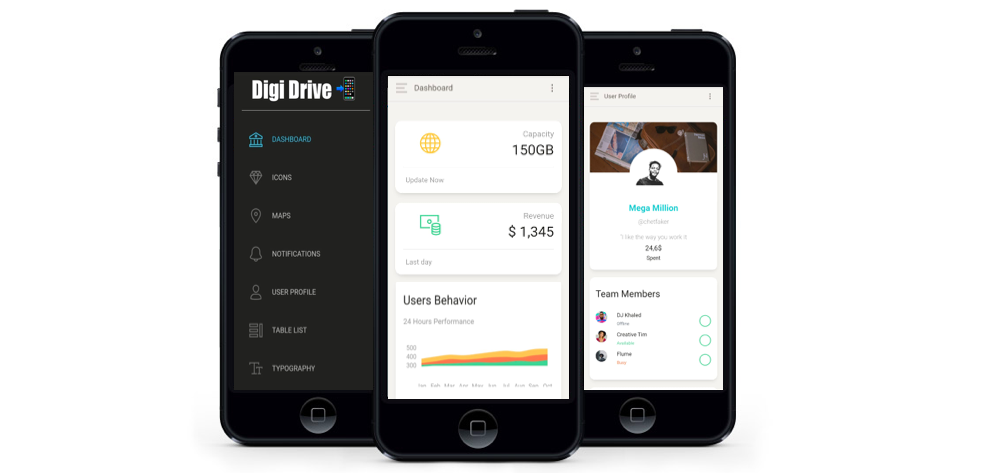 Digi Drive
DASHBOARD
ICONS
MAPS
NOTIFICATIONS
USER PROFILE
TABLE LIST
TYPOGRAPHY
Dashboard
Capacity
150GB
Update Now
Revenue
$ 1,345
Last day
Users Behavior
24 Hours Performance
500
400
300
Jan Feb Mar Apr May Jun Jul Aug Sep Oct
User Profile
Mega Million
@chetfaker
"I like the way you work it
24,6$
Spent
Team Members
DJ Khaled
Offline
Creative Tim
Available
Flume
Busy